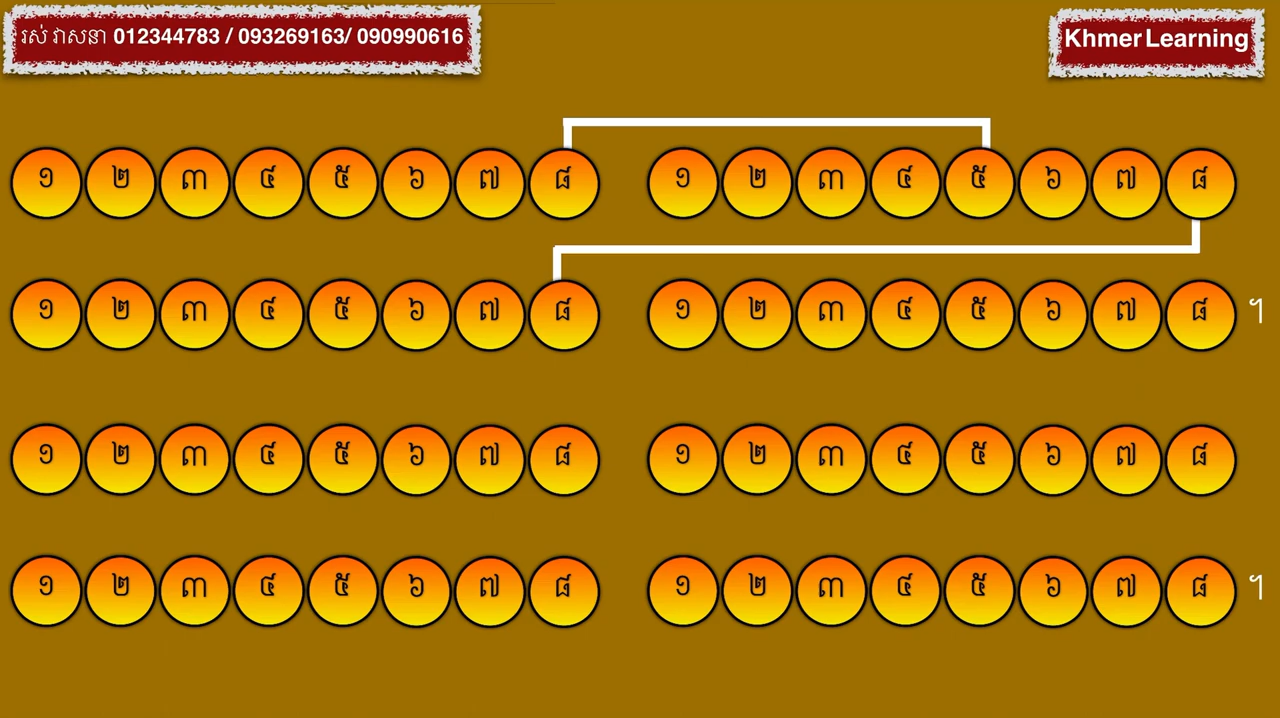 រស់ វាសនា 012344783 / 093269163/ 090990616
Khmer Learning
១ ២ ៣ ៤ ៥ ៦ ៧ ៨ ១ ២ ៣ ៤ ៥ ៦ ៧ ៨
១ ២ ៣ ៤ ៥ ៦ ៧ ៨ ១ ២ ៣ ៤ ៥ ៦ ៧ ៨ ។
១ ២ ៣ ៤ ៥ ៦ ៧ ៨ ១ ២ ៣ ៤ ៥ ៦ ៧ ៨
១ ២ ៣ ៤ ៥ ៦ ៧ ៨ ១ ២ ៣ ៤ ៥ ៦ ៧ ៨ ។